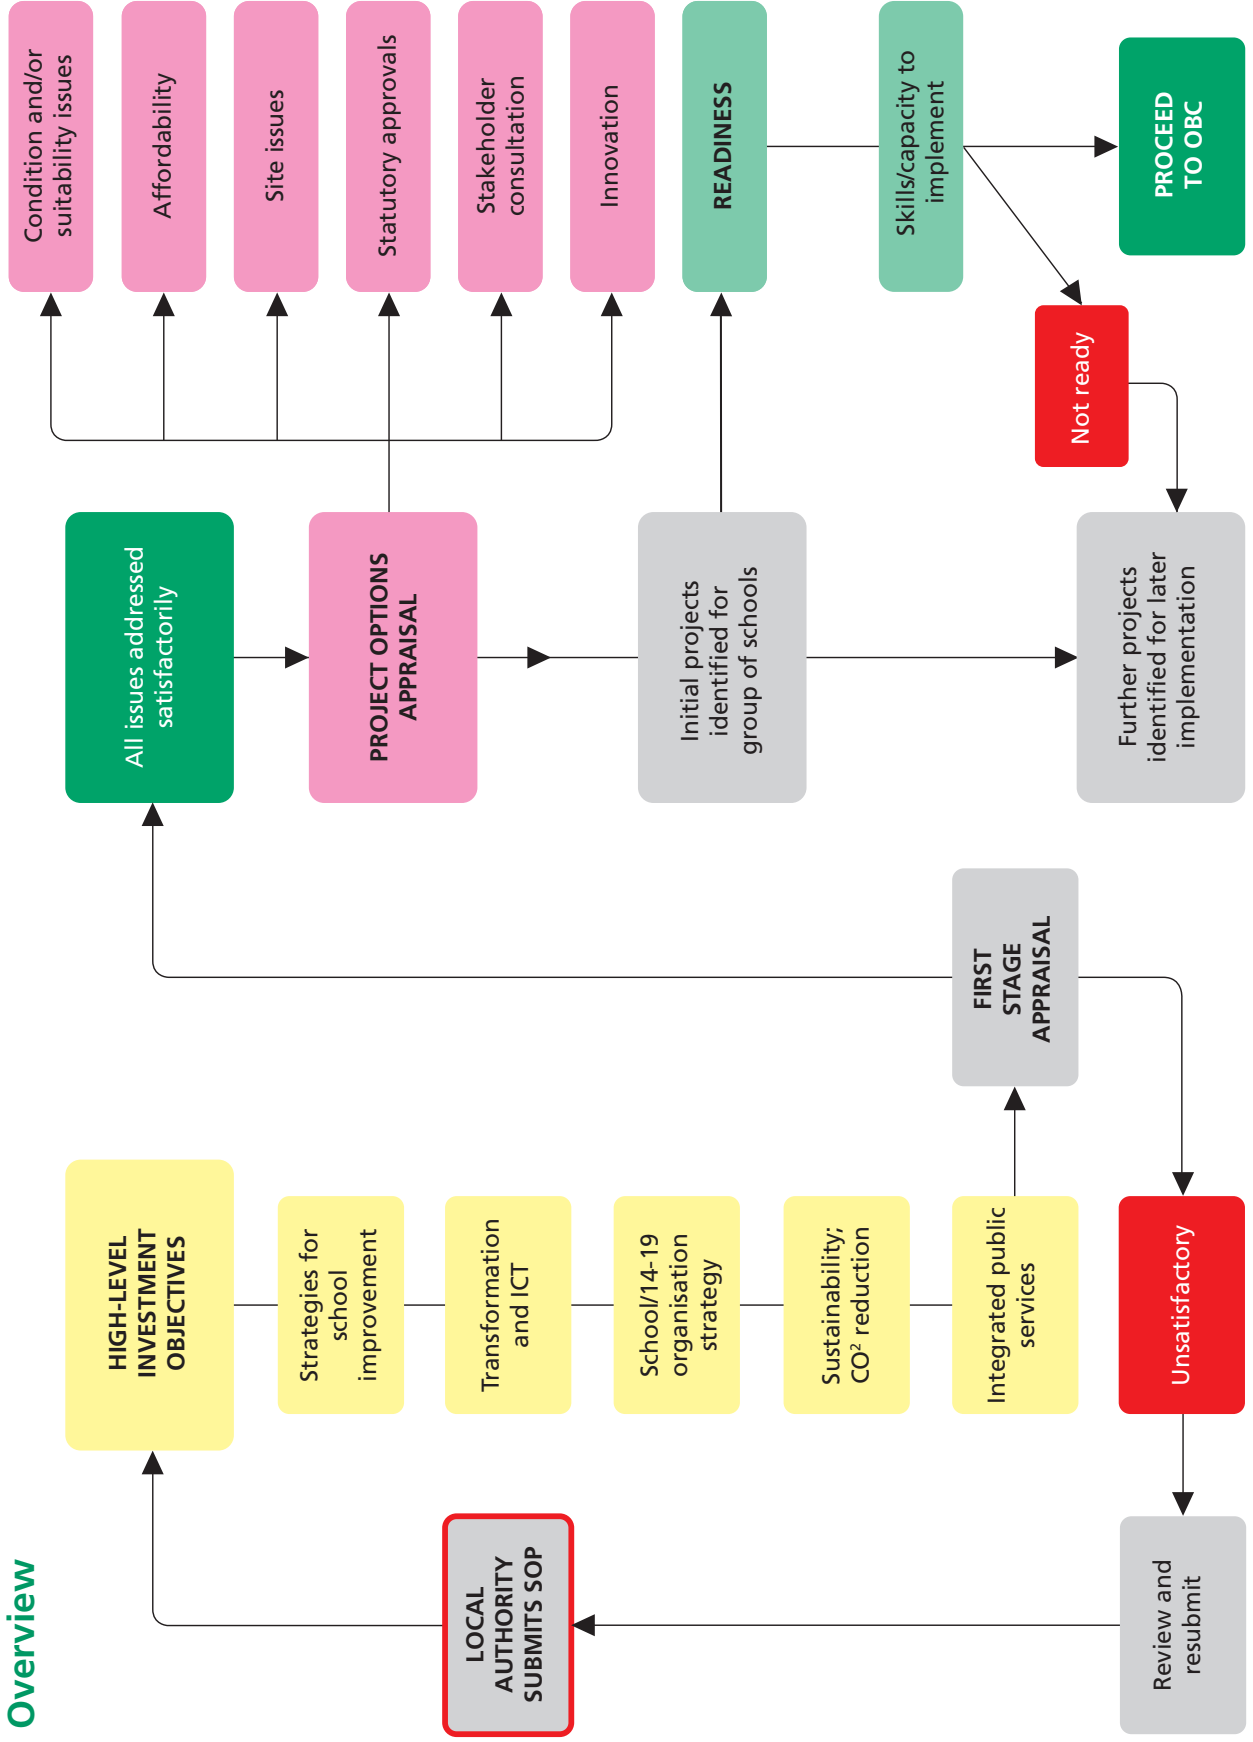 Overview
LOCAL
AUTHORITY
SUBMITS SOP
Review and
resubmit
HIGH-LEVEL
INVESTMENT
OBJECTIVES
Strategies for
school
improvement
Transformation
and ICT
School/14-19
organisation
strategy
Sustainability;
CO² reduction
Integrated public
services
Unsatisfactory
FIRST
STAGE
APPRAISAL
All issues addressed
satisfactorily
PROJECT OPTIONS
APPRAISAL
Initial projects
identified for
group of schools
Further projects
identified for later
implementation
Not ready
Condition and/or
suitability issues
Affordability
Site issues
Statutory approvals
Stakeholder
consultation
Innovation
READINESS
Skills/capacity to
implement
PROCEED
TO OBC